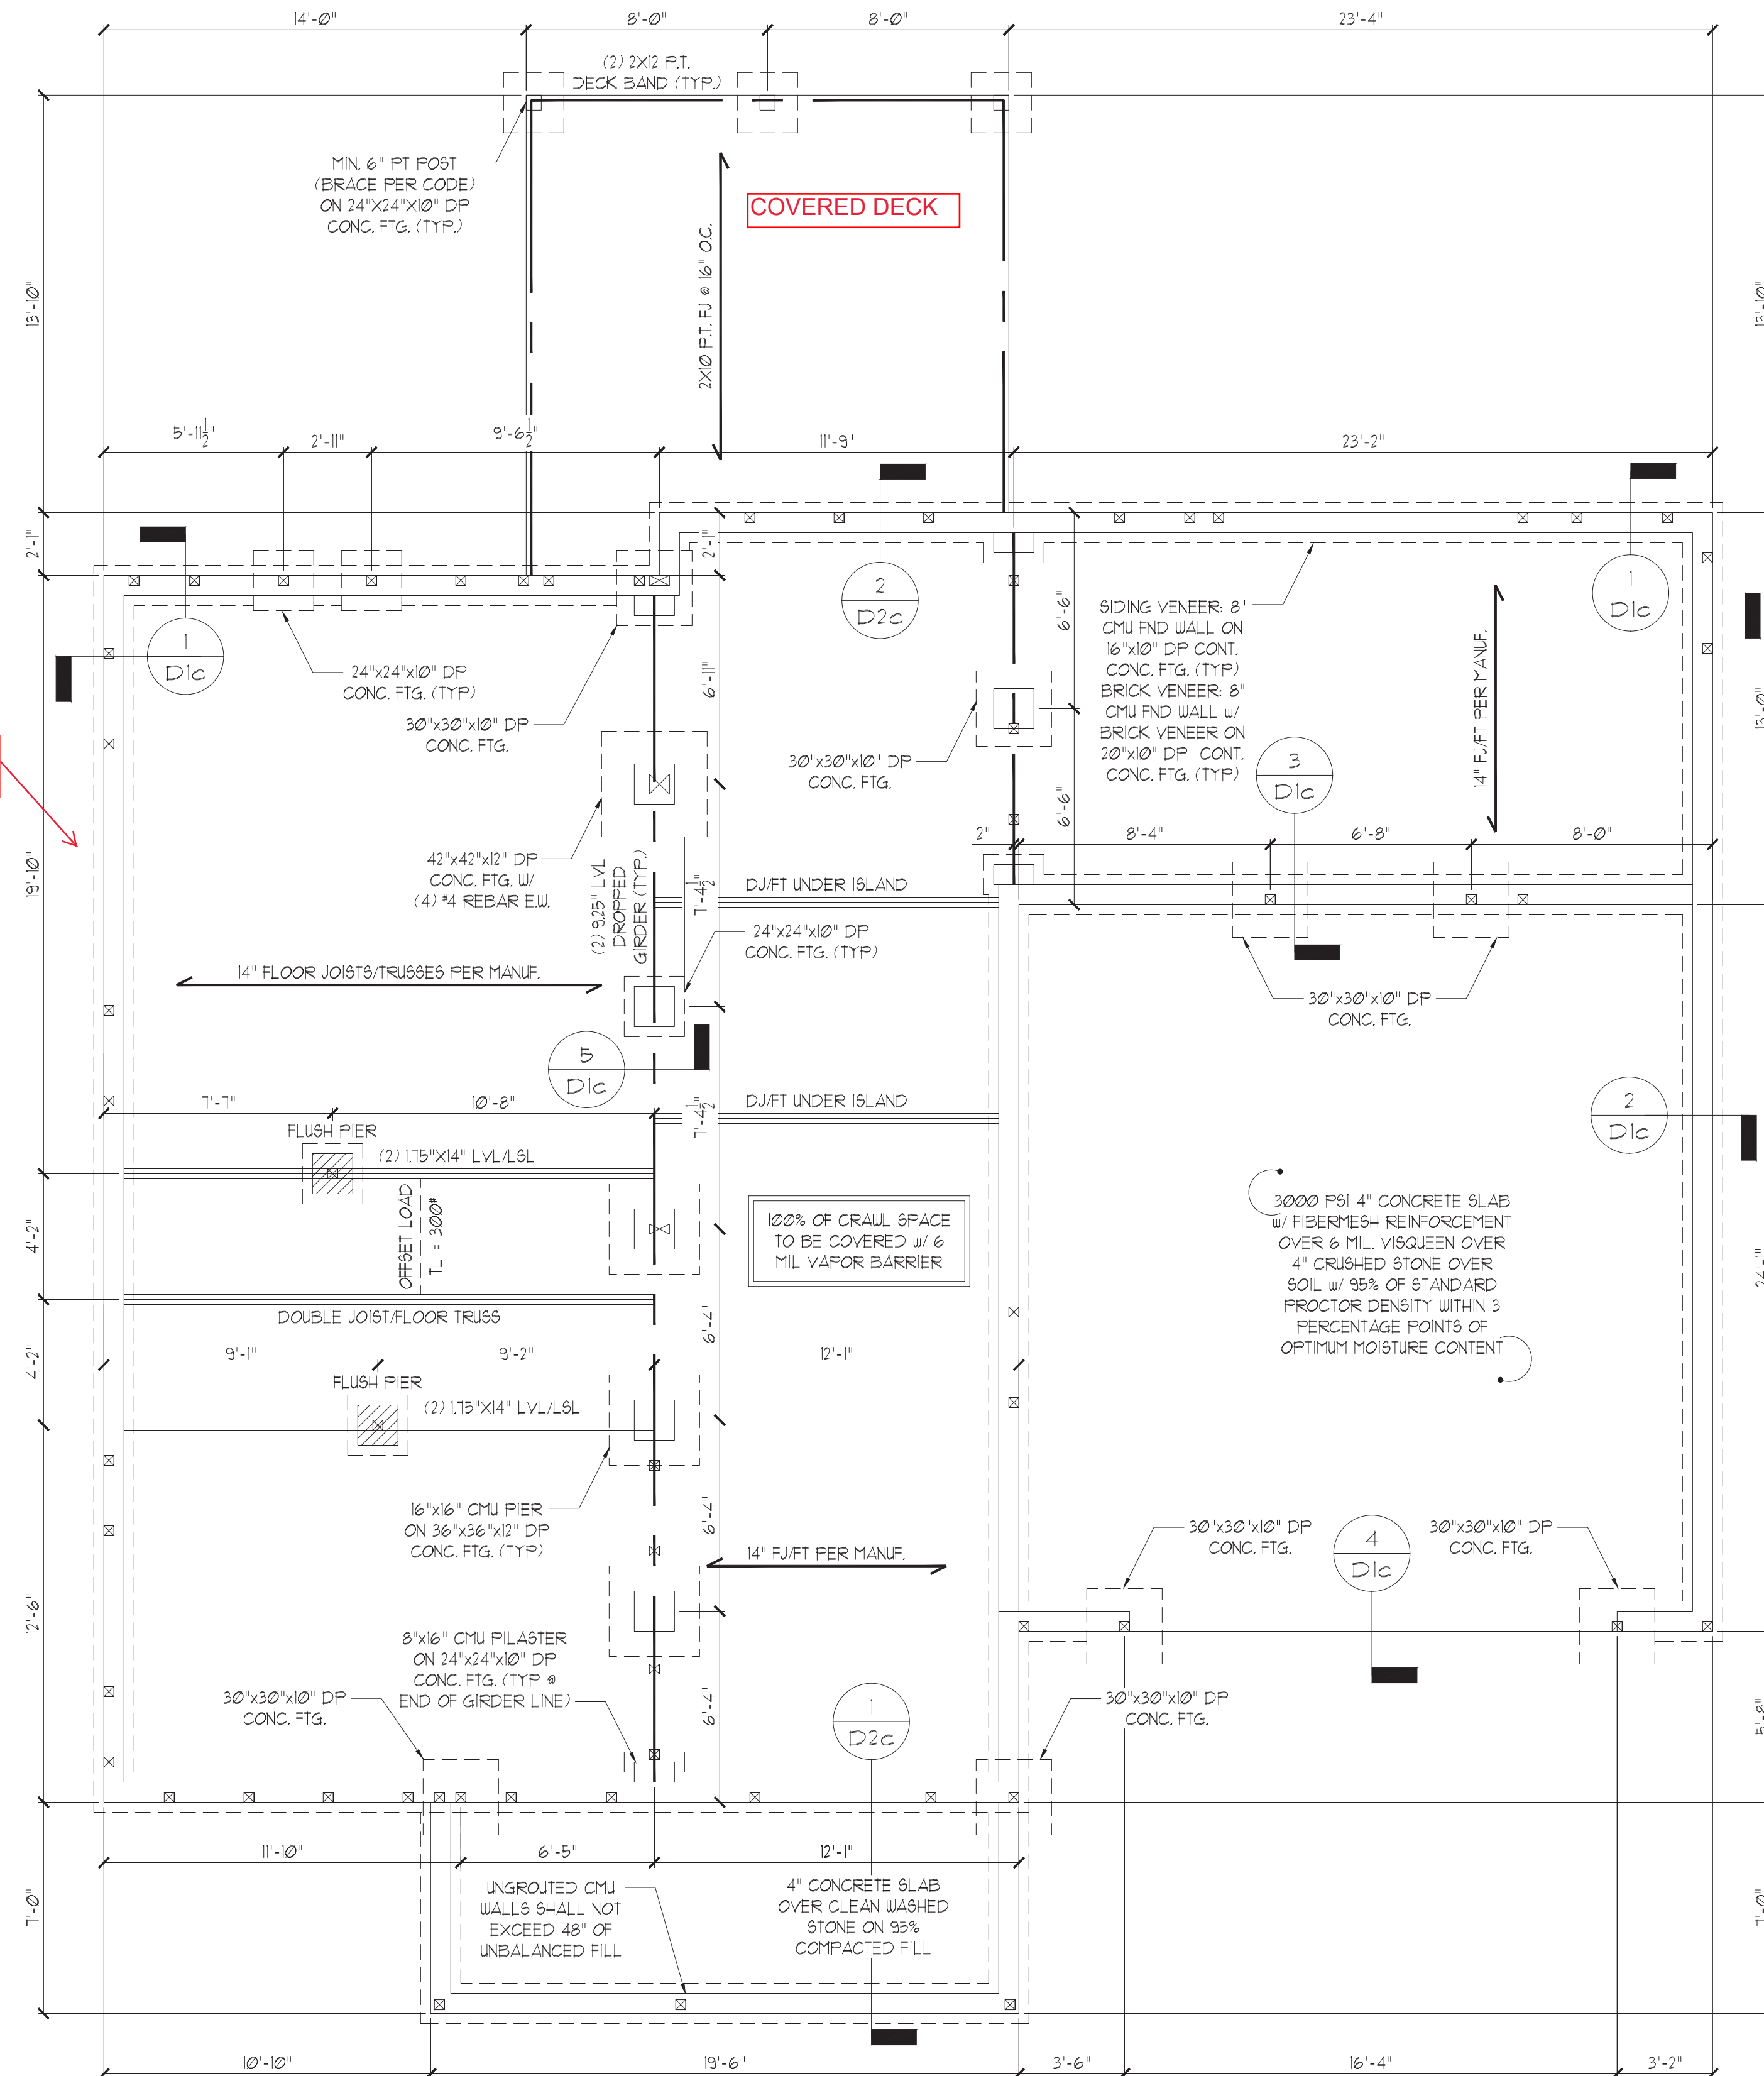 14'-0"
8'-0"
8'-0"
23'-4"
(2) 2X12 P.T.
DECK BAND (TYP.)
MIN. 6" PT POST
(BRACE PER CODE)
ON 24"X24"X10" DP
CONC. FTG. (TYP.)
COVERED DECK
2X10 P.T. FJ @ 16" O.C.
13'-10"
13'-10"
5'-11 1/2"
2'-11"
9'-6 1/2"
11'-9"
23'-2"
2'-1"
2'-1"
1
D1c
2
D2c
1
D1c
24"x24"x10" DP
CONC. FTG. (TYP)
30"x30"x10" DP
CONC. FTG.
6'-11"
6'-6"
SIDING VENEER: 8"
CMU FND WALL ON
16"x10" DP CONT.
CONC. FTG. (TYP)
BRICK VENEER: 8"
CMU FND WALL w/
BRICK VENEER ON
20"x10" DP CONT.
CONC. FTG. (TYP)
14" FJ/FT PER MANUF.
13'-0"
30"x30"x10" DP
CONC. FTG.
3
D1c
6'-6"
2"
8'-4"
6'-8"
8'-0"
19'-10"
42"x42"x12" DP
CONC. FTG. W/
(4) #4 REBAR E.W.
(2) 9.25" LVL
DROPPED
GIRDER (TYP.)
7'-4 1/2"
DJ/FT UNDER ISLAND
24"x24"x10" DP
CONC. FTG. (TYP)
14" FLOOR JOISTS/TRUSSES PER MANUF.
30"x30"x10" DP
CONC. FTG.
5
D1c
7'-7"
10'-8"
7'-4 1/2"
DJ/FT UNDER ISLAND
2
D1c
FLUSH PIER
(2) 1.75"X14" LVL/LSL
OFFSET LOAD
TL = 300#
4'-2"
100% OF CRAWL SPACE
TO BE COVERED w/ 6
MIL VAPOR BARRIER
3000 PSI 4" CONCRETE SLAB
w/ FIBERMESH REINFORCEMENT
OVER 6 MIL. VISQUEEN OVER
4" CRUSHED STONE OVER
SOIL w/ 95% OF STANDARD
PROCTOR DENSITY WITHIN 3
PERCENTAGE POINTS OF
OPTIMUM MOISTURE CONTENT
24'-1"
DOUBLE JOIST/FLOOR TRUSS
6'-4"
4'-2"
9'-1"
9'-2"
12'-1"
FLUSH PIER
(2) 1.75"X14" LVL/LSL
16"x16" CMU PIER
ON 36"x36"x12" DP
CONC. FTG. (TYP)
6'-4"
14" FJ/FT PER MANUF.
30"x30"x10" DP
CONC. FTG.
4
D1c
30"x30"x10" DP
CONC. FTG.
12'-6"
8"x16" CMU PILASTER
ON 24"x24"x10" DP
CONC. FTG. (TYP @
END OF GIRDER LINE)
30"x30"x10" DP
CONC. FTG.
6'-4"
1
D2c
30"x30"x10" DP
CONC. FTG.
5'-8"
11'-10"
6'-5"
12'-1"
UNGROUTED CMU
WALLS SHALL NOT
EXCEED 48" OF
UNBALANCED FILL
4" CONCRETE SLAB
OVER CLEAN WASHED
STONE ON 95%
COMPACTED FILL
7'-0"
7'-0"
10'-10"
19'-6"
3'-6"
16'-4"
3'-2"